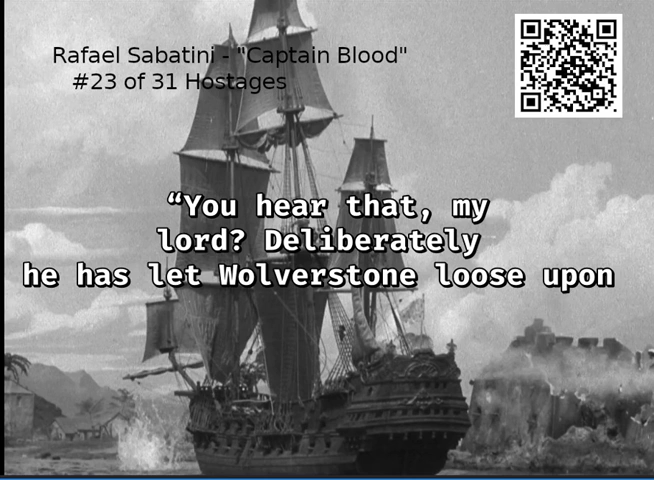 Rafael Sabatini - "Captain Blood"
#23 of 31 Hostages
“You hear that, my
lord? Deliberately
he has let Wolverstone loose upon